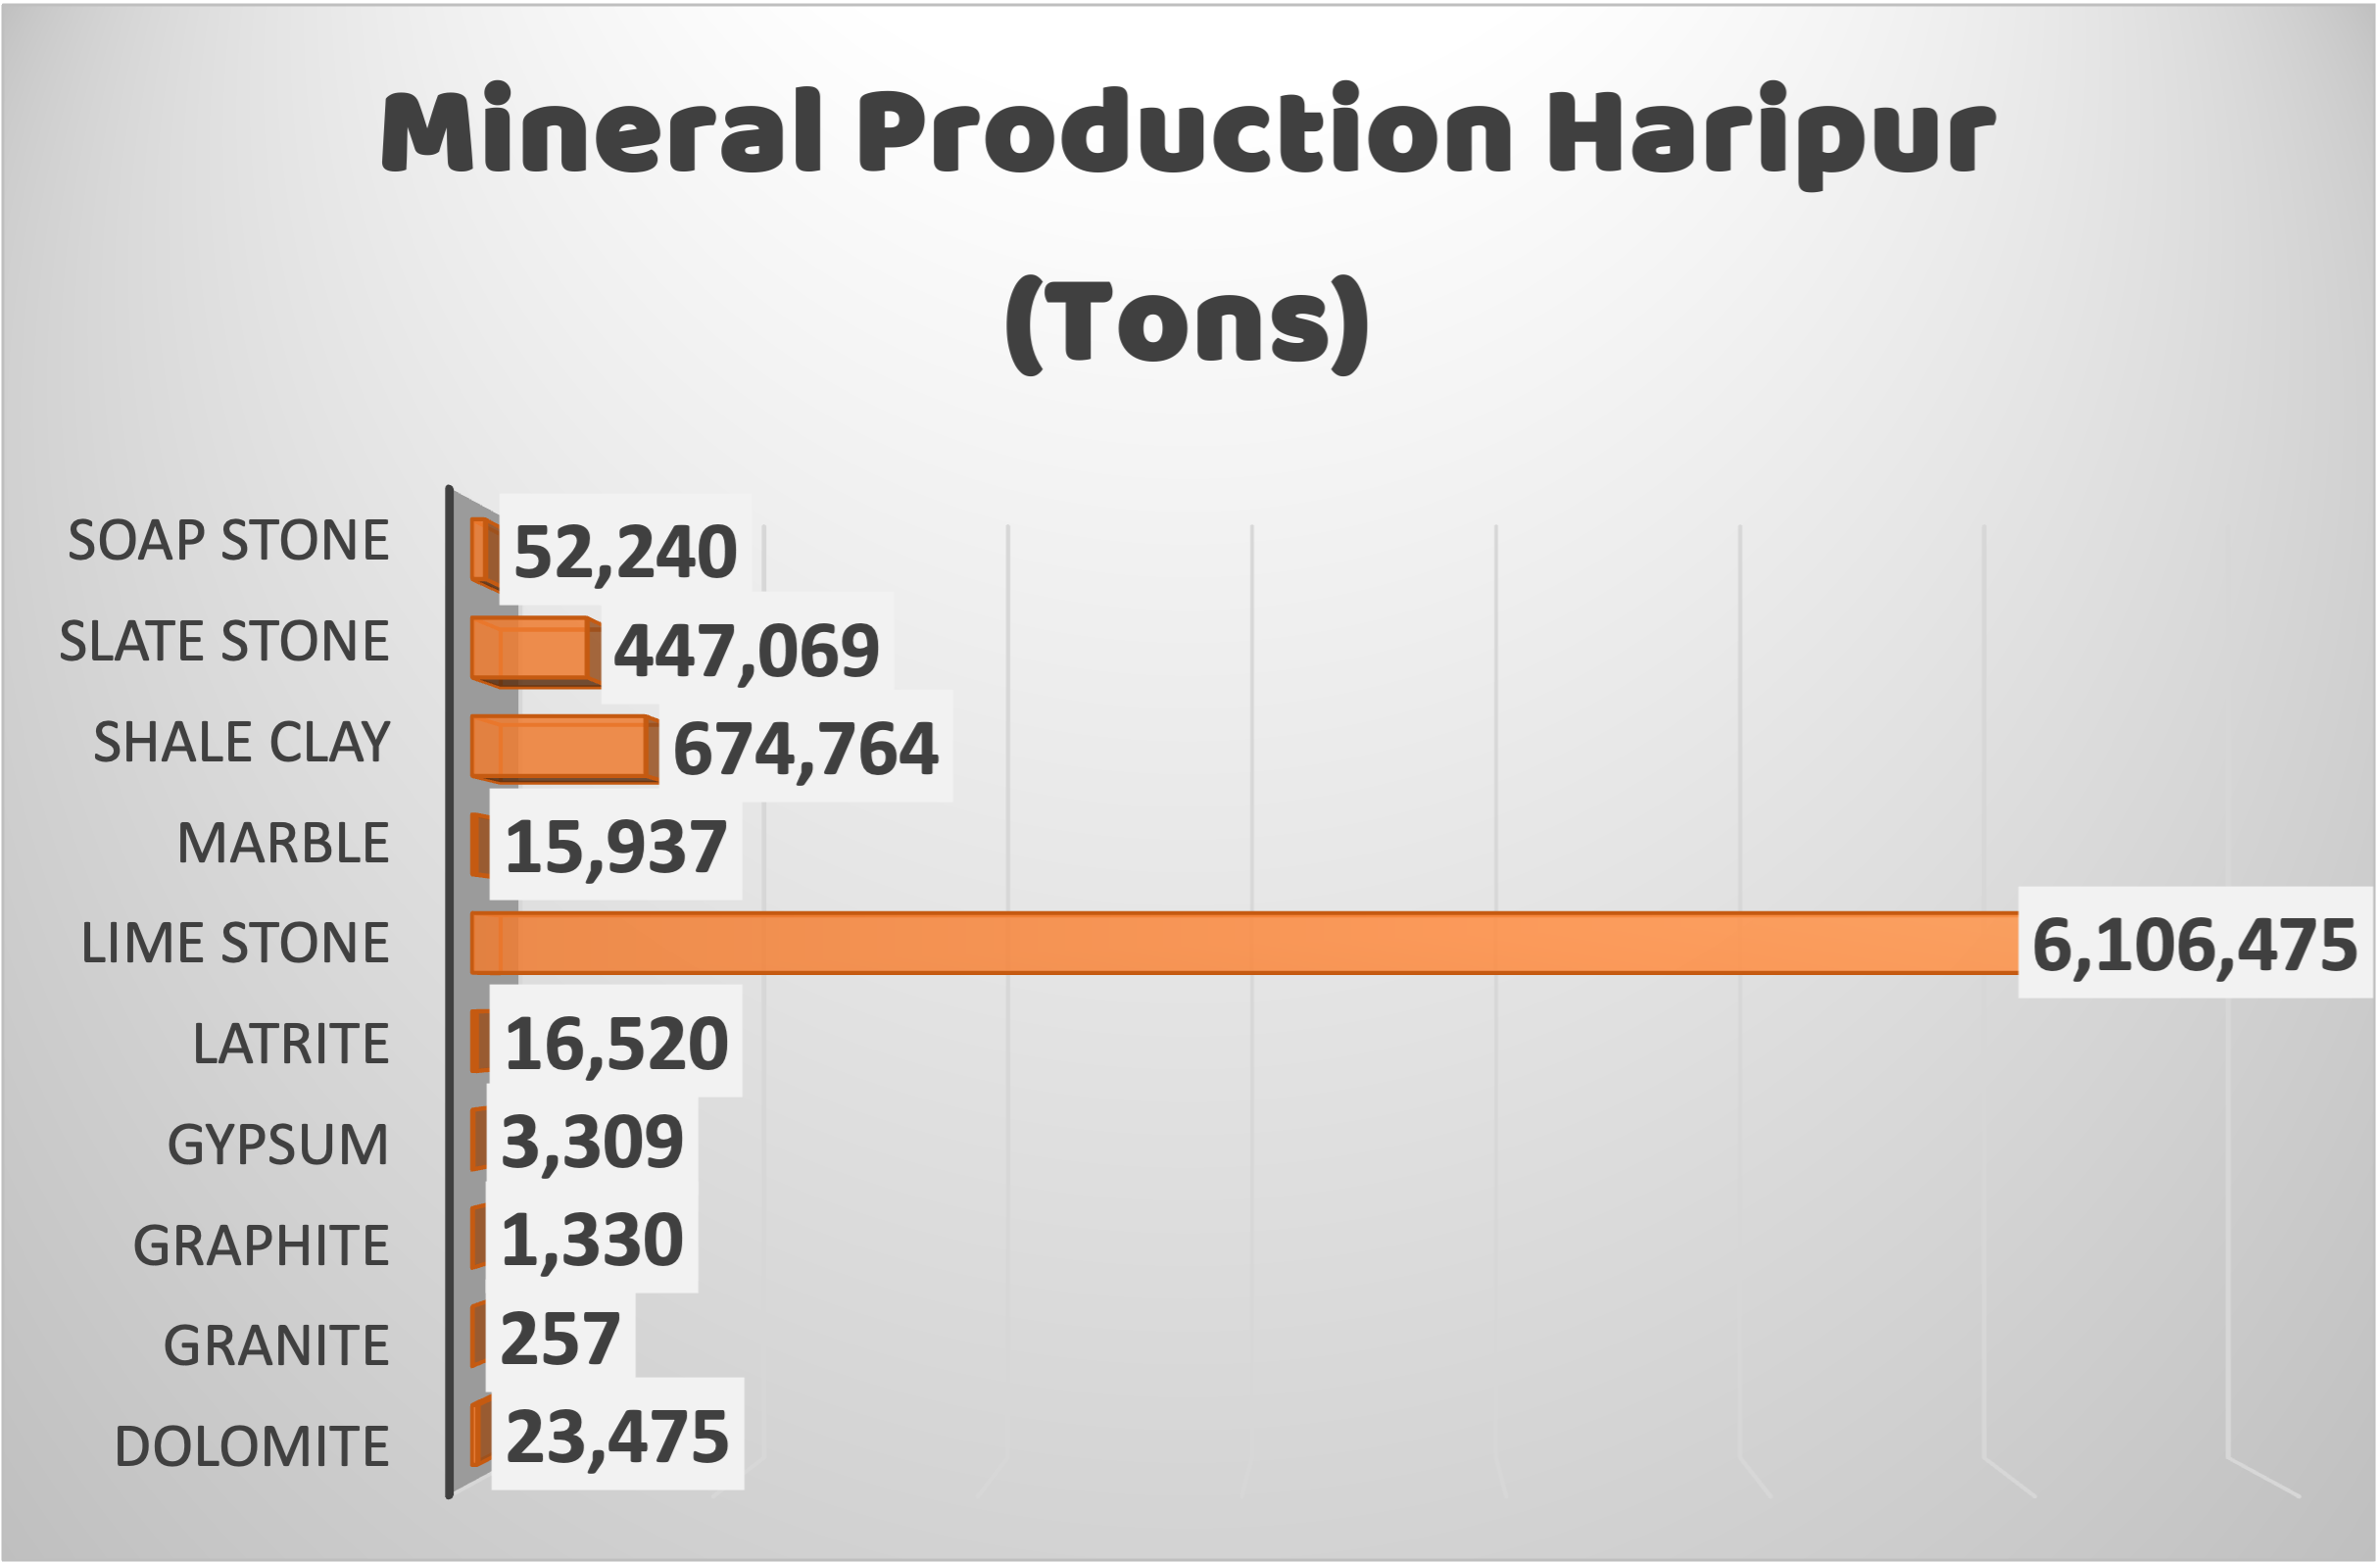 Mineral Production Haripur
(Tons)
SOAP STONE 52,240
SLATE STONE 447,069
SHALE CLAY 674,764
MARBLE 15,937
LIME STONE 6,106,475
LATRITE 16,520
GYPSUM 3,309
GRAPHITE 1,330
GRANITE 257
DOLOMITE 23,475